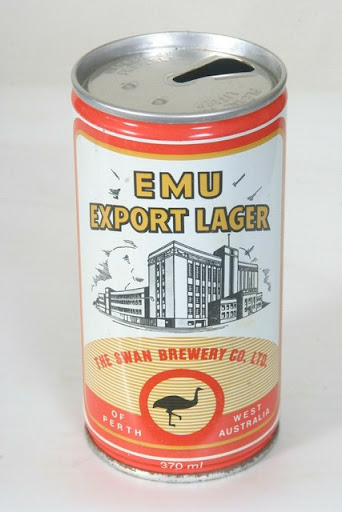 EMU
EXPORT LAGER
THE SWAN BREWERY CO. LTD.
OF PERTH
WEST AUSTRALIA
370 ml